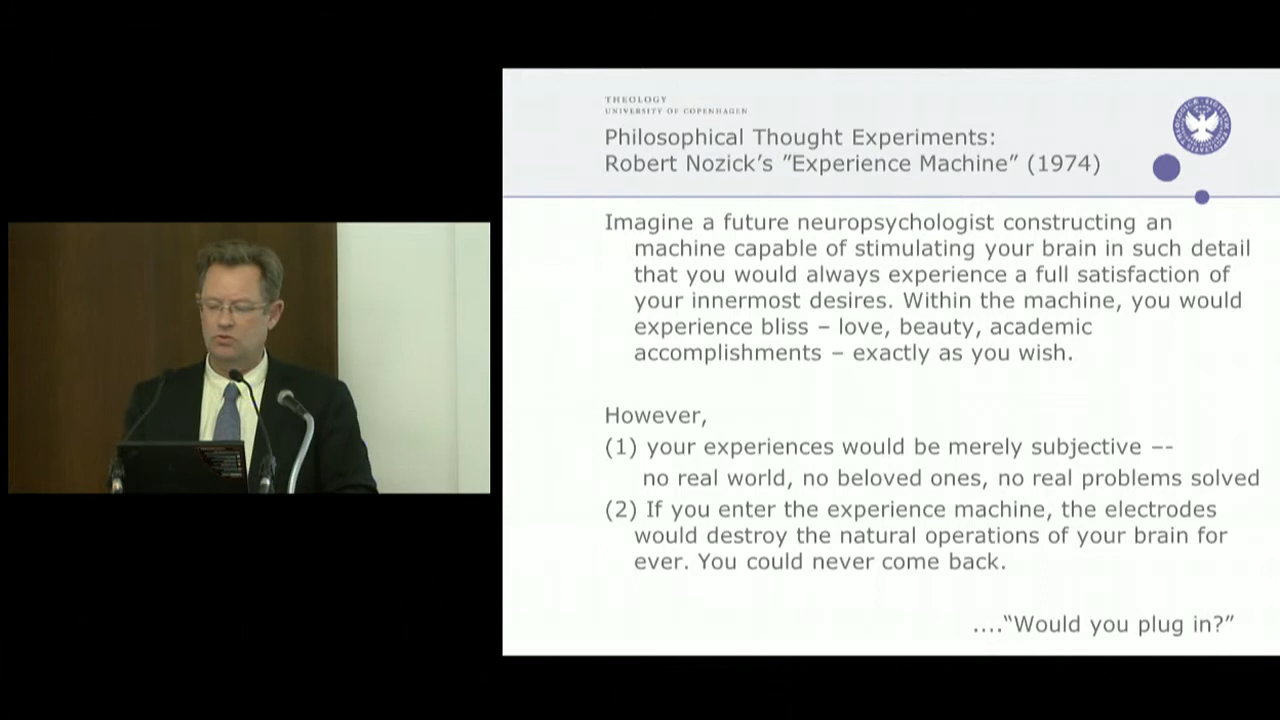 THEOLOGY
UNIVERSITY OF COPENHAGEN
Philosophical Thought Experiments:
Robert Nozick's ”Experience Machine” (1974)
Imagine a future neuropsychologist constructing an
machine capable of stimulating your brain in such detail
that you would always experience a full satisfaction of
your innermost desires. Within the machine, you would
experience bliss – love, beauty, academic
accomplishments – exactly as you wish.
However,
(1) your experiences would be merely subjective –-
no real world, no beloved ones, no real problems solved
(2) If you enter the experience machine, the electrodes
would destroy the natural operations of your brain for
ever. You could never come back.
....“Would you plug in?”